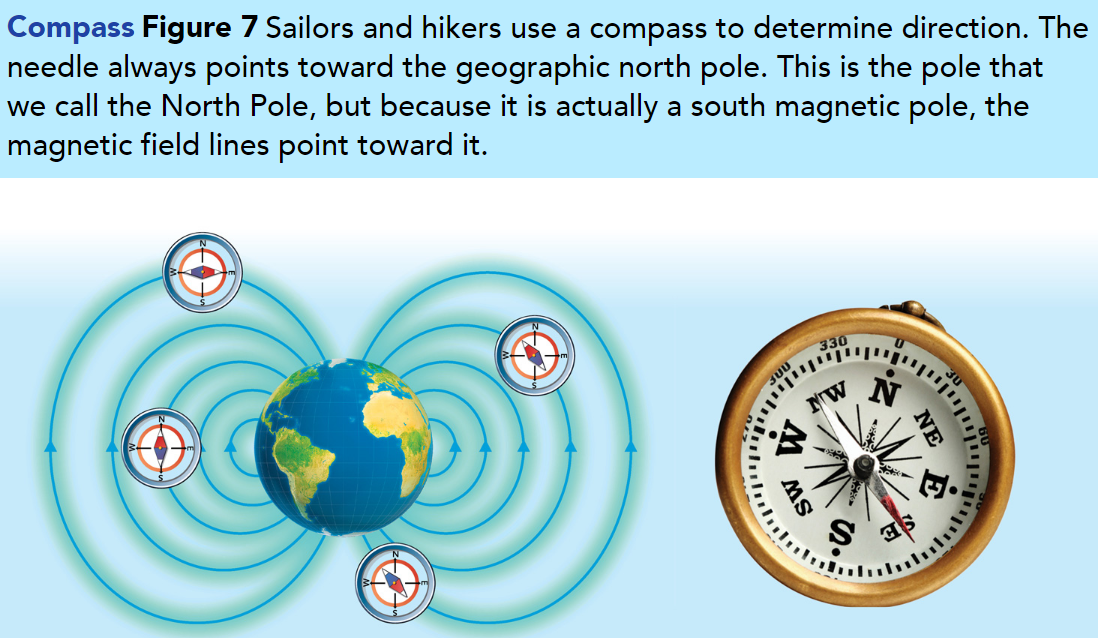 Compass Figure 7 Sailors and hikers use a compass to determine direction. The
needle always points toward the geographic north pole. This is the pole that
we call the North Pole, but because it is actually a south magnetic pole, the
magnetic field lines point toward it.
N
W E
S
N
W E
S
N
W E
S
N
W E
S
330 0 30
300 60
NW N NE
W E
SW S SE